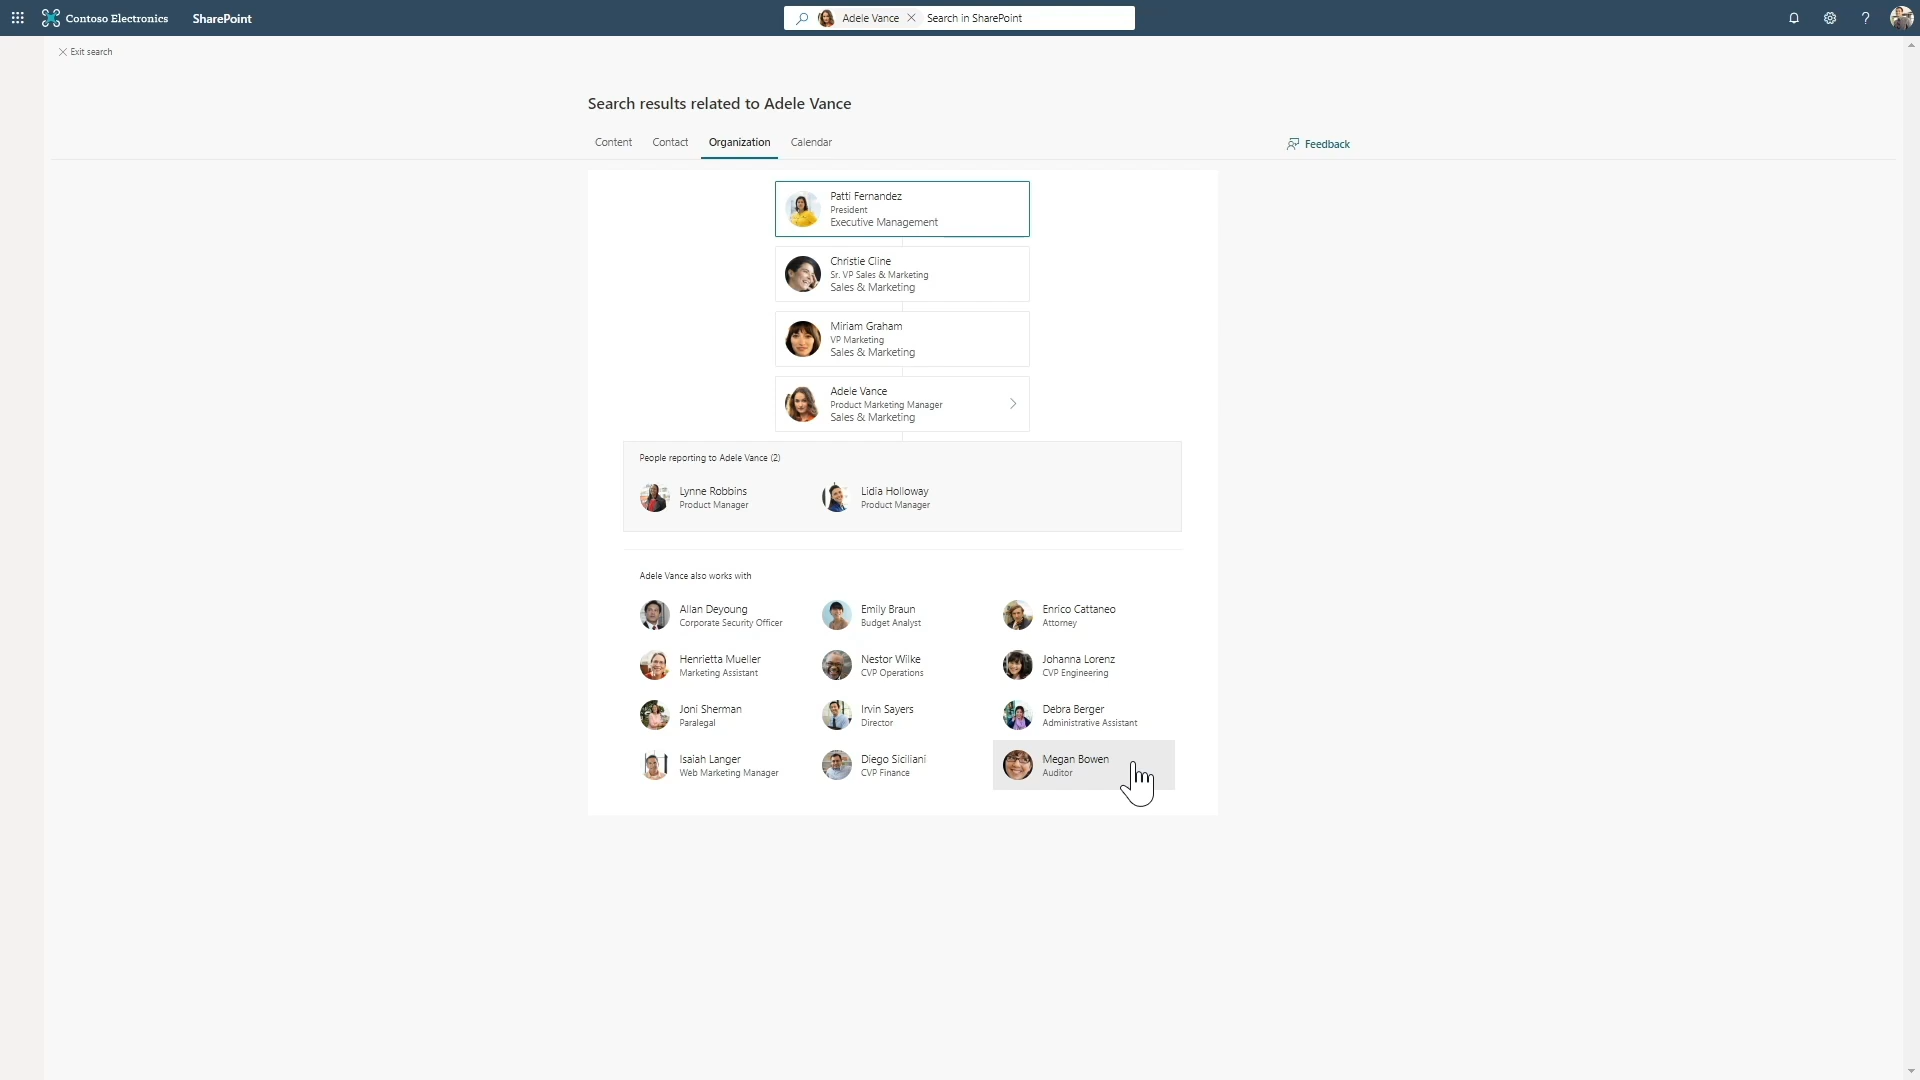 Contoso Electronics
SharePoint
Adele Vance
Search in SharePoint
Exit search
Search results related to Adele Vance
Content
Contact
Organization
Calendar
Feedback
Patti Fernandez
President
Executive Management
Christie Cline
Sr. VP Sales & Marketing
Sales & Marketing
Miriam Graham
VP Marketing
Sales & Marketing
Adele Vance
Product Marketing Manager
Sales & Marketing
People reporting to Adele Vance (2)
Lynne Robbins
Product Manager
Lidia Holloway
Product Manager
Adele Vance also works with
Allan Deyoung
Corporate Security Officer
Emily Braun
Budget Analyst
Enrico Cattaneo
Attorney
Henrietta Mueller
Marketing Assistant
Nestor Wilke
CVP Operations
Johanna Lorenz
CVP Engineering
Joni Sherman
Paralegal
Irvin Sayers
Director
Debra Berger
Administrative Assistant
Isaiah Langer
Web Marketing Manager
Diego Siciliani
CVP Finance
Megan Bowen
Auditor